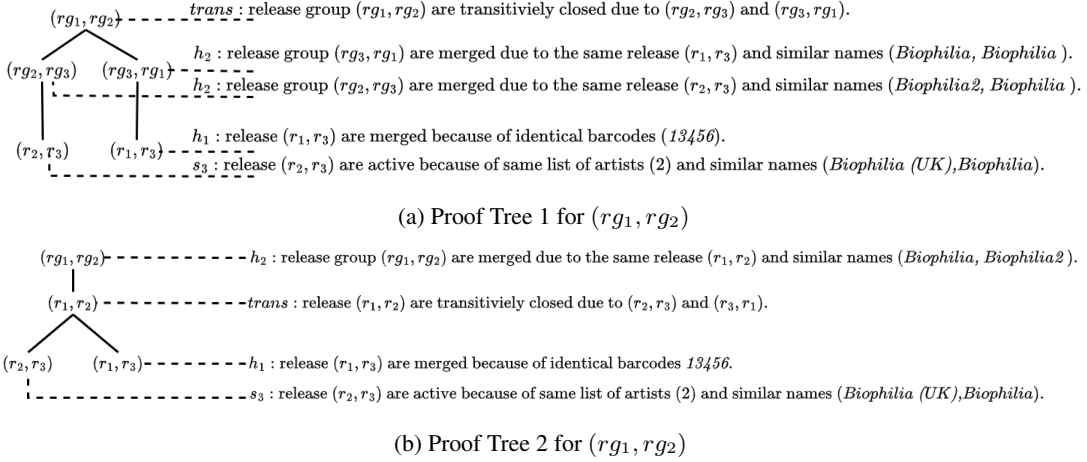 (rg₁, rg₂) trans : release group (rg₁, rg₂) are transitiviely closed due to (rg₂, rg₃) and (rg₃, rg₁).
h₂ : release group (rg₃, rg₁) are merged due to the same release (r₁, r₃) and similar names (Biophilia, Biophilia ).
(rg₂, rg₃) (rg₃, rg₁)
h₂ : release group (rg₂, rg₃) are merged due to the same release (r₂, r₃) and similar names (Biophilia2, Biophilia ).
h₁ : release (r₁, r₃) are merged because of identical barcodes (13456).
(r₂, r₃) (r₁, r₃)
s₃ : release (r₂, r₃) are active because of same list of artists (2) and similar names (Biophilia (UK),Biophilia).
(a) Proof Tree 1 for (rg₁, rg₂)
(rg₁, rg₂) h₂ : release group (rg₁, rg₂) are merged due to the same release (r₁, r₂) and similar names (Biophilia, Biophilia2 ).
(r₁, r₂) trans : release (r₁, r₂) are transitiviely closed due to (r₂, r₃) and (r₃, r₁).
(r₂, r₃) (r₁, r₃) h₁ : release (r₁, r₃) are merged because of identical barcodes 13456.
s₃ : release (r₂, r₃) are active because of same list of artists (2) and similar names (Biophilia (UK),Biophilia).
(b) Proof Tree 2 for (rg₁, rg₂)